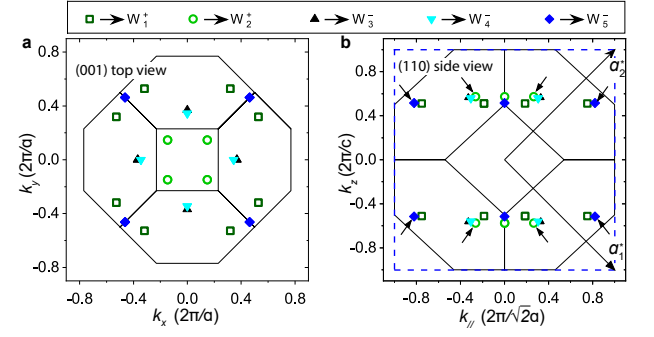 → W₁⁺ → W₂⁺ → W₃⁻ → W₄⁻ → W₅⁻
a b
(001) top view
(110) side view
a₂*
a₁*
0.8
0.4
0.0
-0.4
-0.8
k_y (2π/a)
-0.8 -0.4 0.0 0.4 0.8
k_x (2π/a)
0.8
0.4
0.0
-0.4
-0.8
k_z (2π/c)
-0.8 -0.4 0.0 0.4 0.8
k_// (2π/√2a)